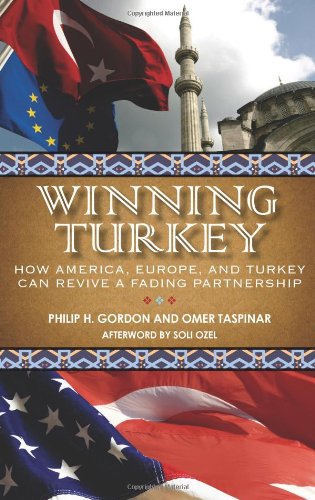 WINNING
TURKEY
HOW AMERICA, EUROPE, AND TURKEY
CAN REVIVE A FADING PARTNERSHIP
PHILIP H. GORDON AND OMER TASPINAR
AFTERWORD BY SOLI OZEL